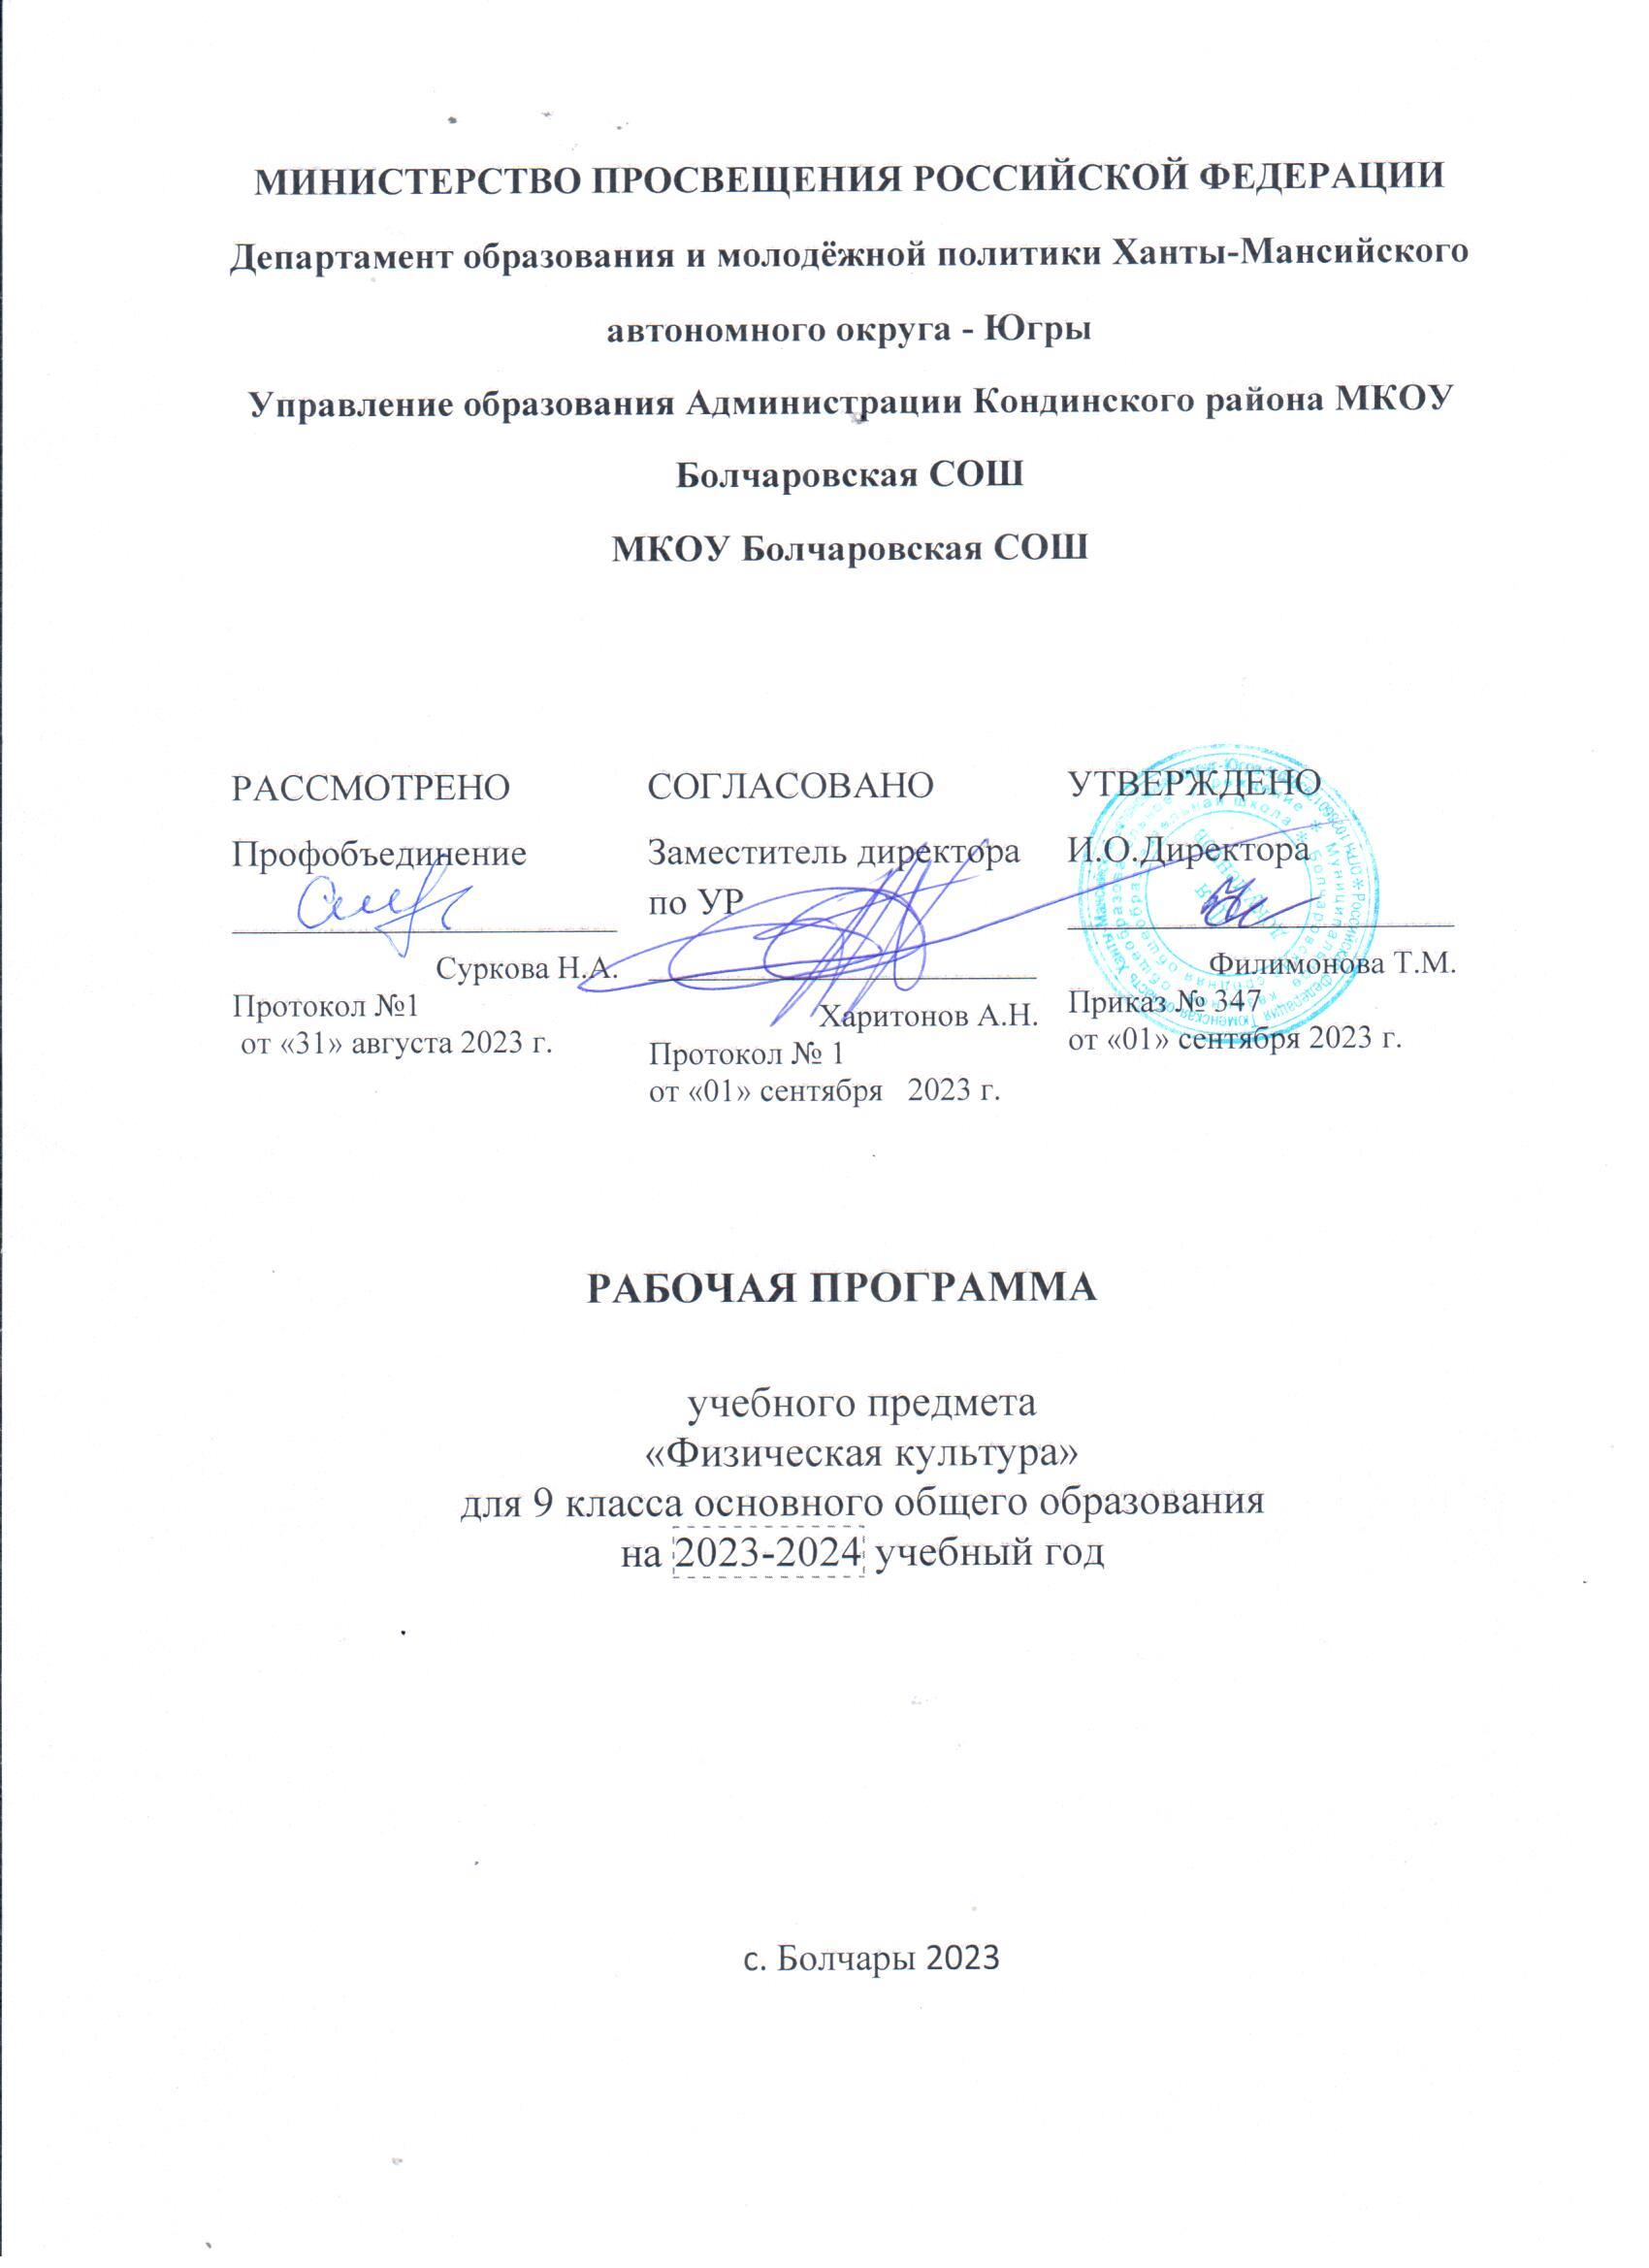 МИНИСТЕРСТВО ПРОСВЕЩЕНИЯ РОССИЙСКОЙ ФЕДЕРАЦИИ
Департамент образования и молодёжной политики Ханты-Мансийского
автономного округа - Югры
Управление образования Администрации Кондинского района МКОУ
Болчаровская СОШ
МКОУ Болчаровская СОШ
РАССМОТРЕНО
Профобъединение
Суркова Н.А.
Протокол №1
от «31» августа 2023 г.
СОГЛАСОВАНО
Заместитель директора
по УР
Харитонов А.Н.
Протокол № 1
от «01» сентября 2023 г.
УТВЕРЖДЕНО
И.О.Директора
Филимонова Т.М.
Приказ № 347
от «01» сентября 2023 г.
РАБОЧАЯ ПРОГРАММА
учебного предмета
«Физическая культура»
для 9 класса основного общего образования
на 2023-2024 учебный год
с. Болчары 2023